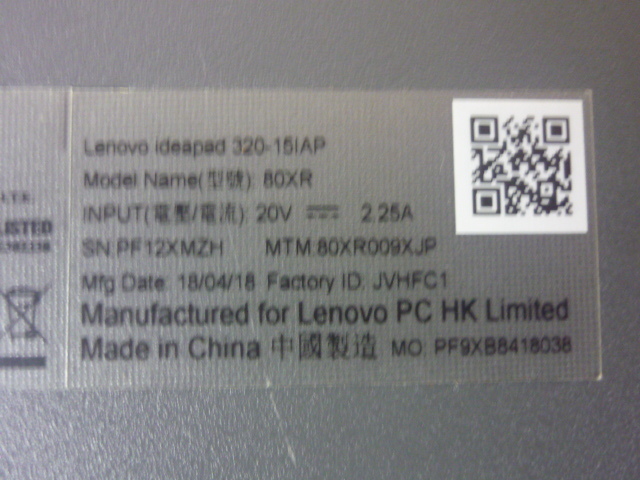 Lenovo ideapad 320-15IAP
Model Name(型號): 80XR
INPUT(電壓/電流): 20V ⎓ 2.25A
SN:PF12XMZH MTM:80XR009XJP
Mfg Date: 18/04/18 Factory ID: JVHFC1
Manufactured for Lenovo PC HK Limited
Made in China 中國製造 MO: PF9XB8418038
LISTED